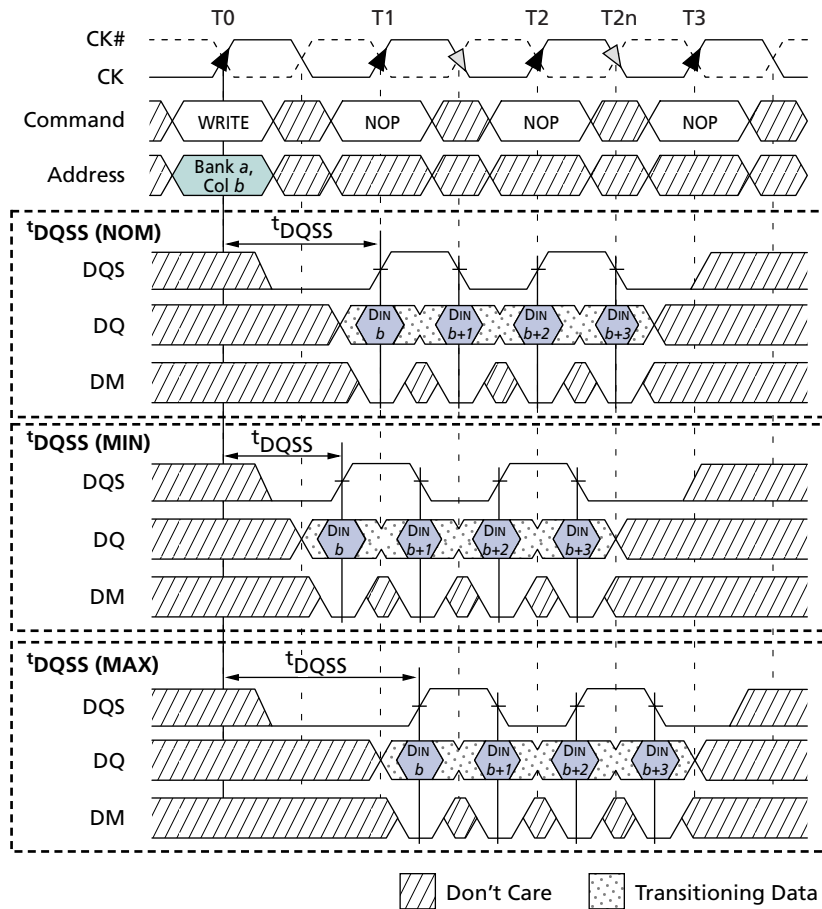 T0 T1 T2 T2n T3
CK#
CK
Command WRITE NOP NOP NOP
Address Bank a, Col b
tDQSS (NOM) tDQSS
DQS
DQ DIN b DIN b+1 DIN b+2 DIN b+3
DM
tDQSS (MIN) tDQSS
DQS
DQ DIN b DIN b+1 DIN b+2 DIN b+3
DM
tDQSS (MAX) tDQSS
DQS
DQ DIN b DIN b+1 DIN b+2 DIN b+3
DM
Don't Care Transitioning Data